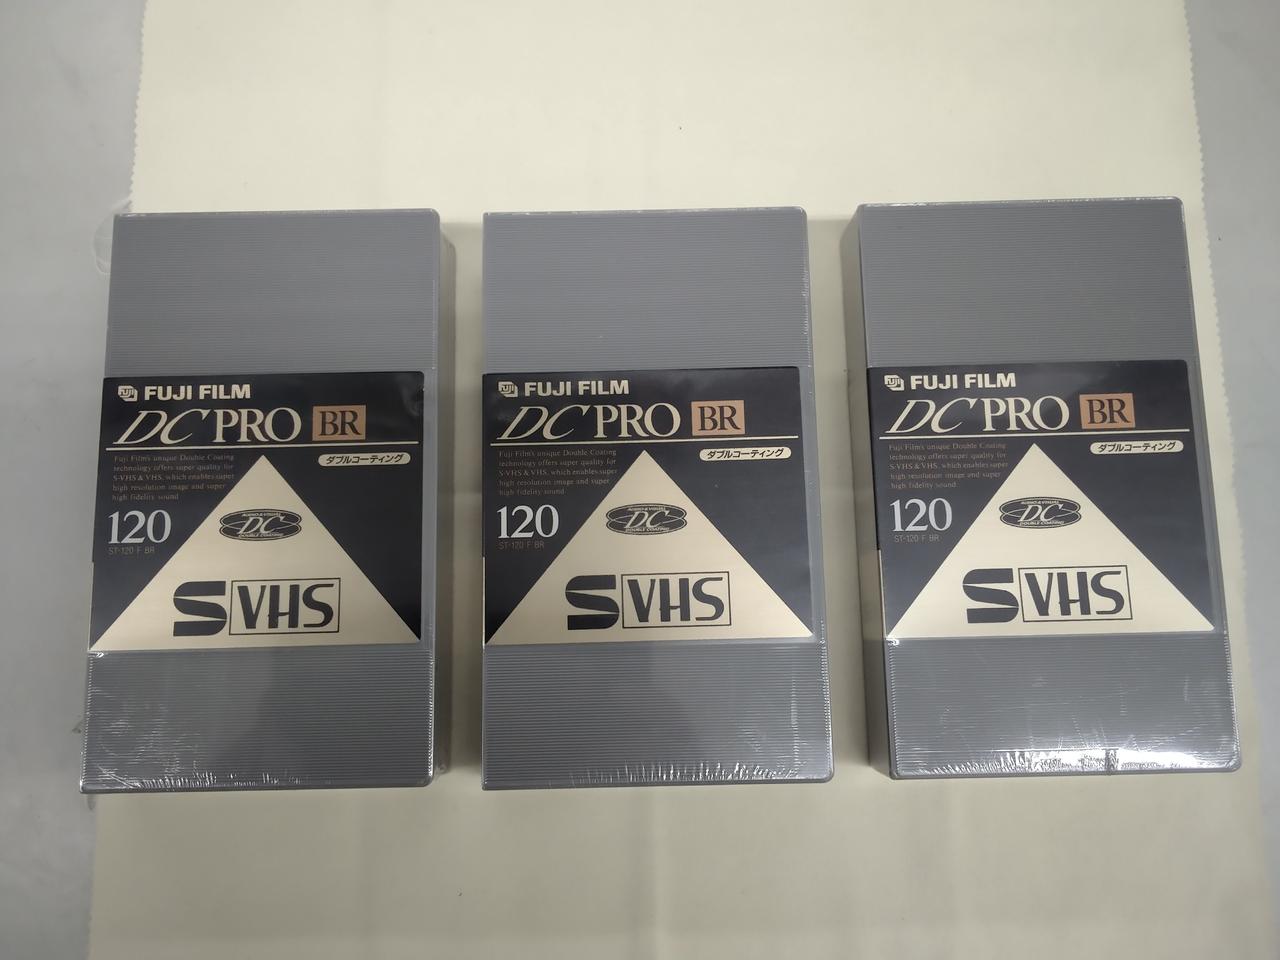 FUJI FILM
DC PRO BR
ダブルコーティング
Fuji Film's unique Double Coating
technology offers super quality for
S-VHS & VHS, which enables super
high resolution image and super
high fidelity sound
120
ST-120 F BR
AUDIO & VISUAL
DC
DOUBLE COATING
S VHS
FUJI FILM
DC PRO BR
ダブルコーティング
Fuji Film's unique Double Coating
technology offers super quality for
S-VHS & VHS, which enables super
high resolution image and super
high fidelity sound
120
ST-120 F BR
AUDIO & VISUAL
DC
DOUBLE COATING
S VHS
FUJI FILM
DC PRO BR
ダブルコーティング
Fuji Film's unique Double Coating
technology offers super quality for
S-VHS & VHS, which enables super
high resolution image and super
high fidelity sound
120
ST-120 F BR
AUDIO & VISUAL
DC
DOUBLE COATING
S VHS